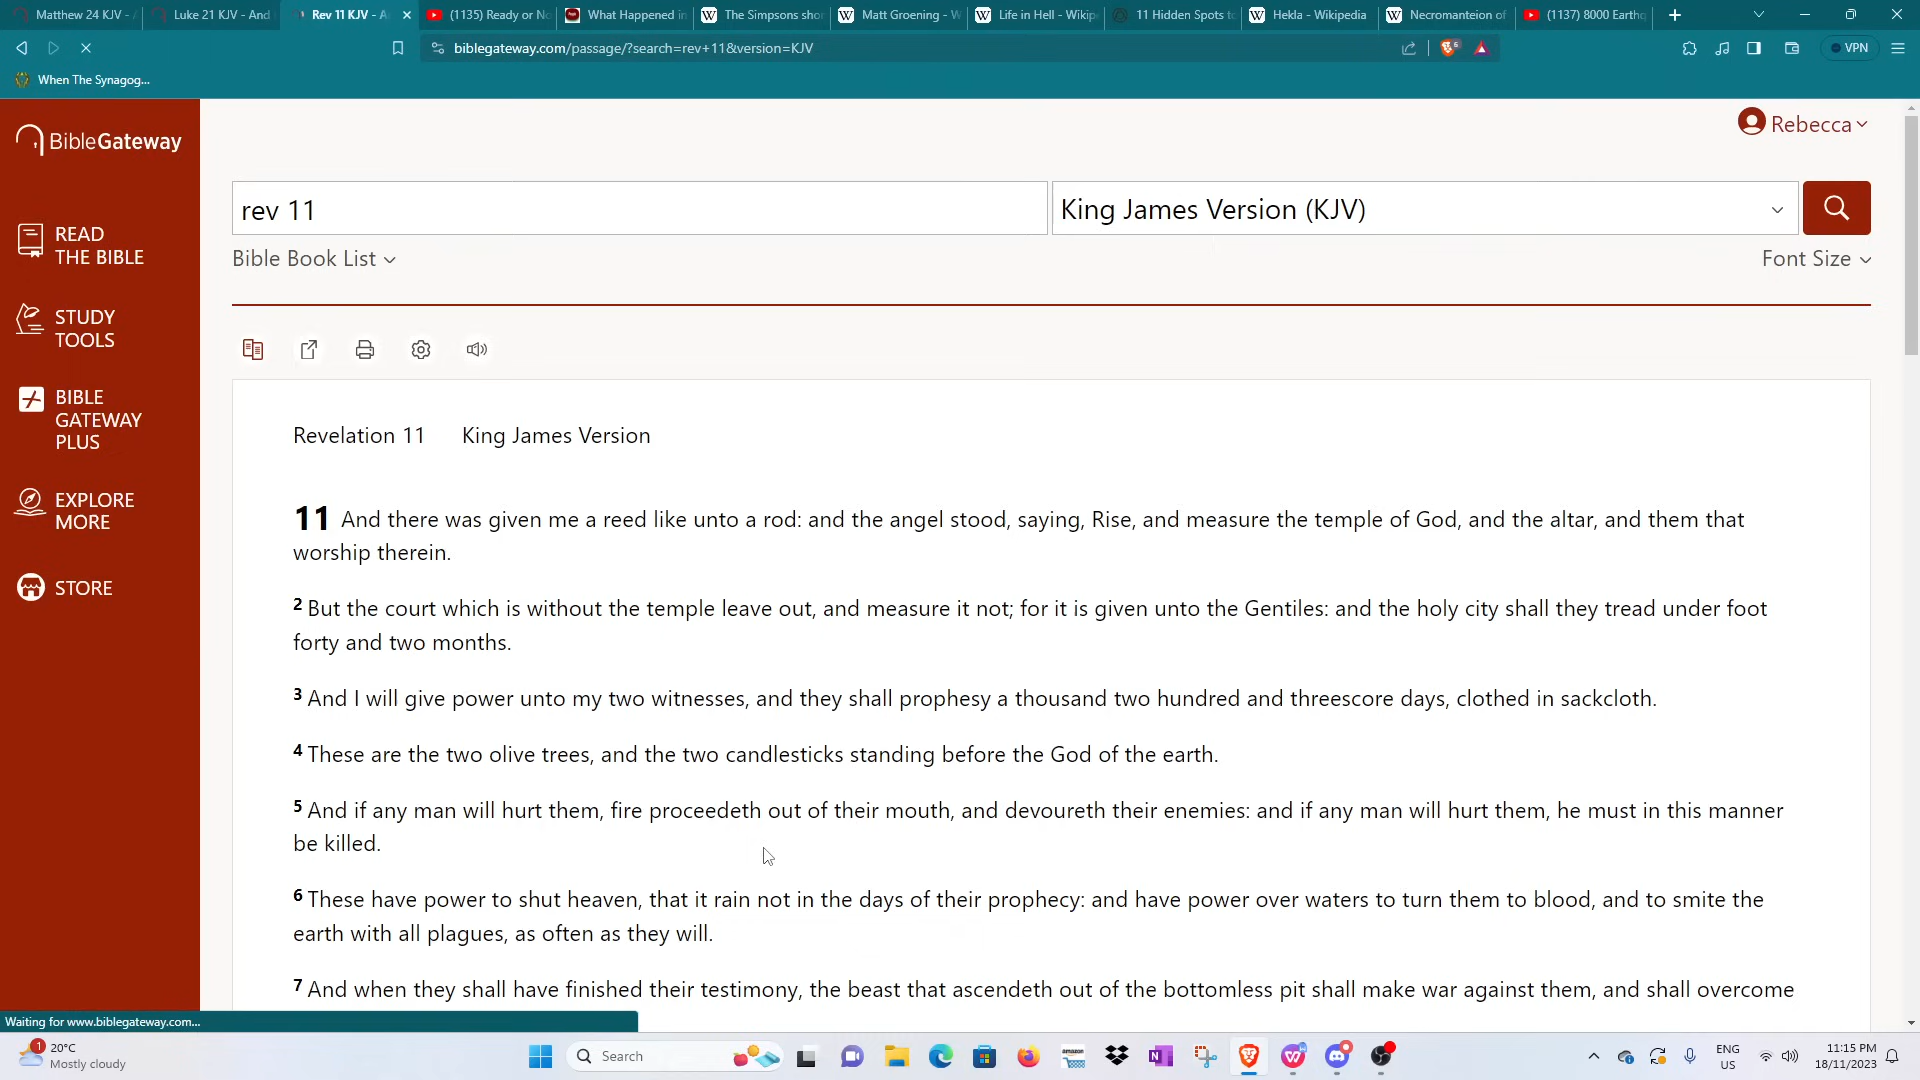 Matthew 24 KJV - A
Luke 21 KJV - And
Rev 11 KJV - A
(1135) Ready or No
What Happened in
The Simpsons shor
Matt Groening - W
Life in Hell - Wikip
11 Hidden Spots to
Hekla - Wikipedia
Necromanteion of
(1137) 8000 Earthq
biblegateway.com/passage/?search=rev+11&version=KJV
6
VPN
When The Synagog...
BibleGateway
Rebecca
rev 11
King James Version (KJV)
Bible Book List
Font Size
READ
THE BIBLE
STUDY
TOOLS
BIBLE
GATEWAY
PLUS
EXPLORE
MORE
STORE
Revelation 11 King James Version
11 And there was given me a reed like unto a rod: and the angel stood, saying, Rise, and measure the temple of God, and the altar, and them that
worship therein.
2 But the court which is without the temple leave out, and measure it not; for it is given unto the Gentiles: and the holy city shall they tread under foot
forty and two months.
3 And I will give power unto my two witnesses, and they shall prophesy a thousand two hundred and threescore days, clothed in sackcloth.
4 These are the two olive trees, and the two candlesticks standing before the God of the earth.
5 And if any man will hurt them, fire proceedeth out of their mouth, and devoureth their enemies: and if any man will hurt them, he must in this manner
be killed.
6 These have power to shut heaven, that it rain not in the days of their prophecy: and have power over waters to turn them to blood, and to smite the
earth with all plagues, as often as they will.
7 And when they shall have finished their testimony, the beast that ascendeth out of the bottomless pit shall make war against them, and shall overcome
Waiting for www.biblegateway.com...
1
20°C
Mostly cloudy
Search
amazon
ENG
US
11:15 PM
18/11/2023